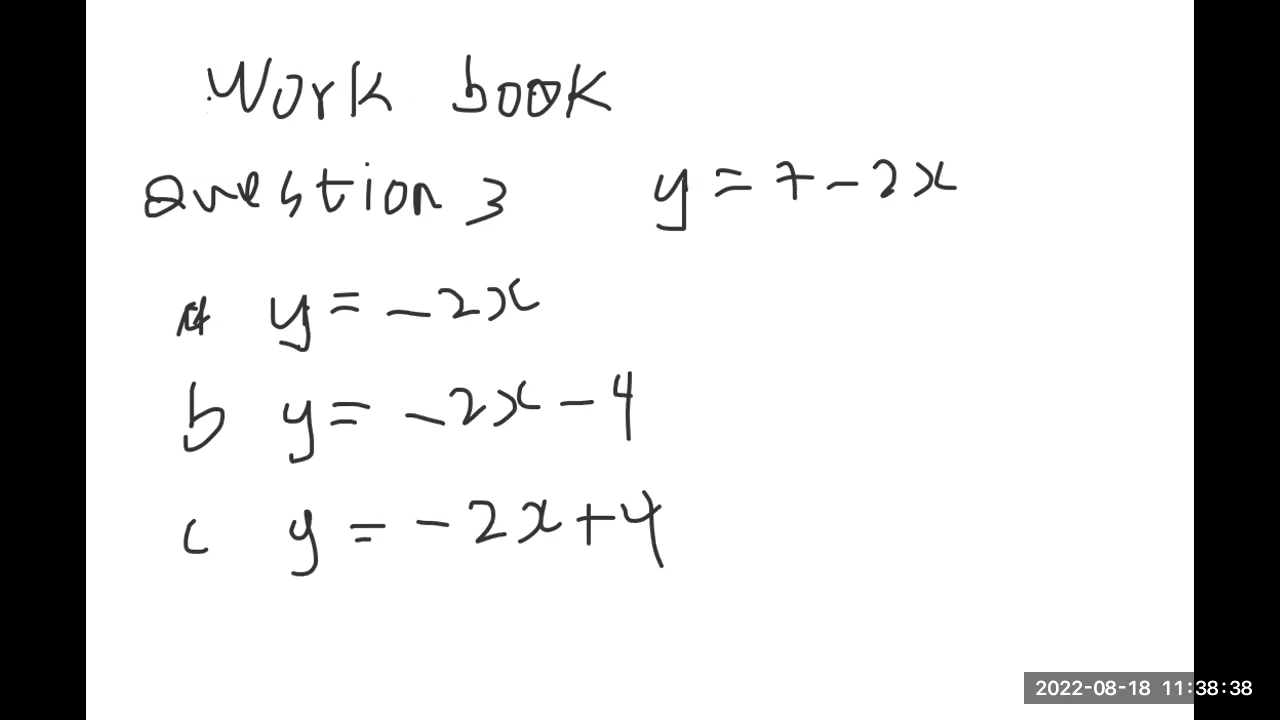 Work book
Question 3 y = 7 - 2x
a y = -2x
b y = -2x - 4
c y = -2x + 4
2022-08-18 11:38:38